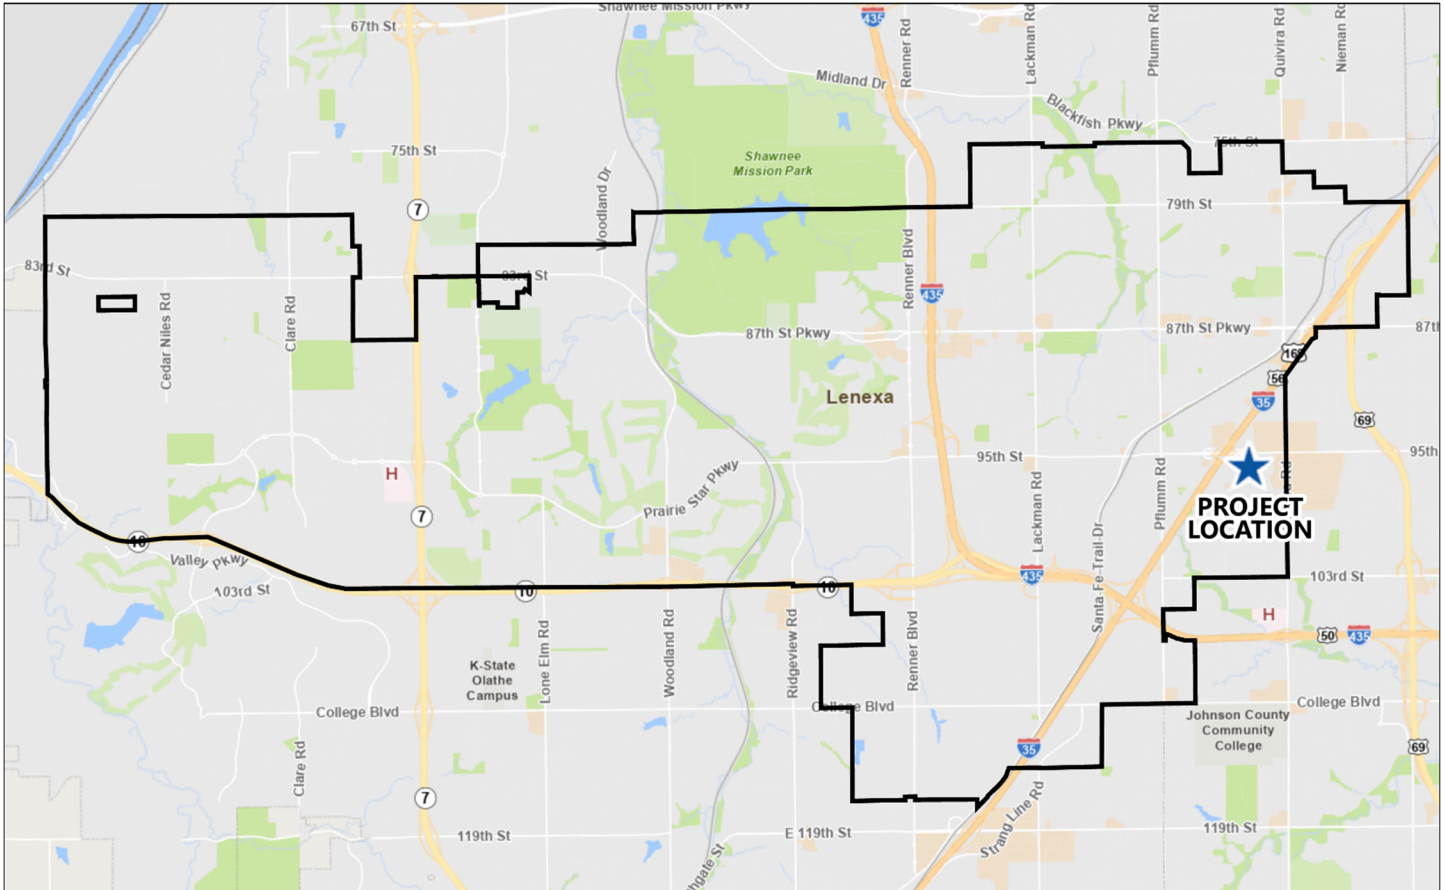 Shawnee Mission Pkwy
67th St
435
Renner Rd
Lackman Rd
Pflumm Rd
Quivira Rd
Nieman Rd
Midland Dr
Blackfish Pkwy
75th St
75th St
Shawnee
Mission Park
Woodland Dr
7
79th St
83rd St
83rd St
Renner Blvd
435
Cedar Niles Rd
Clare Rd
87th St Pkwy
87th St Pkwy
87th
169
56
35
Lenexa
69
95th St
95th
H
Prairie Star Pkwy
7
Lackman Rd
Pflumm Rd
PROJECT
LOCATION
10
Valley Pkwy
103rd St
10
10
435
Santa-Fe-Trail-Dr
103rd St
H
50
435
K-State
Olathe
Campus
Lone Elm Rd
Woodland Rd
Ridgeview Rd
Renner Blvd
College Blvd
College Blvd
College Blvd
Johnson County
Community
College
Clare Rd
35
69
7
Strang Line Rd
119th St
E 119th St
119th St